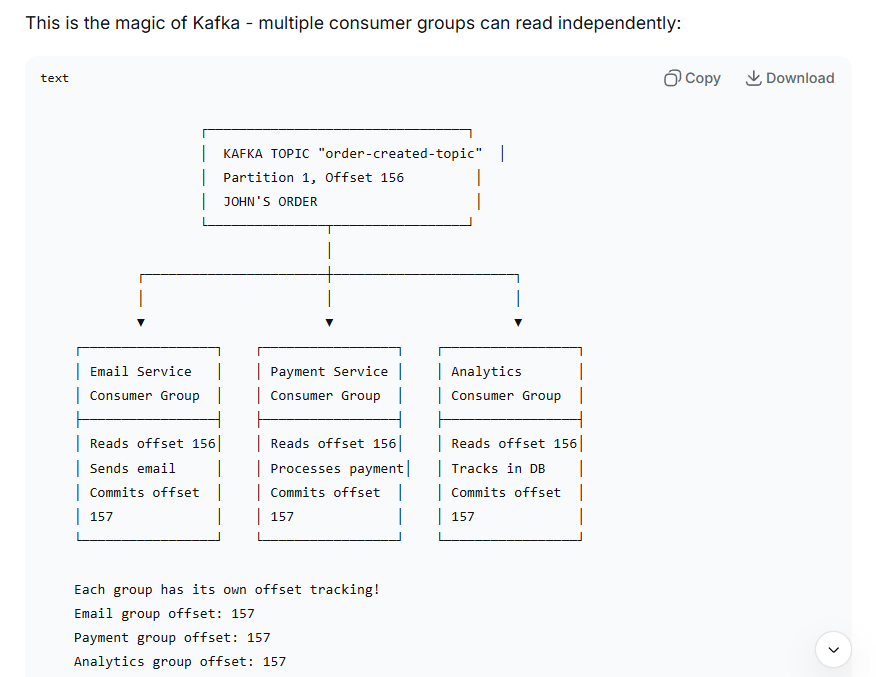 This is the magic of Kafka - multiple consumer groups can read independently:
text
Copy
Download
KAFKA TOPIC "order-created-topic"
Partition 1, Offset 156
JOHN'S ORDER
Email Service
Consumer Group
Reads offset 156
Sends email
Commits offset
157
Payment Service
Consumer Group
Reads offset 156
Processes payment
Commits offset
157
Analytics
Consumer Group
Reads offset 156
Tracks in DB
Commits offset
157
Each group has its own offset tracking!
Email group offset: 157
Payment group offset: 157
Analytics group offset: 157